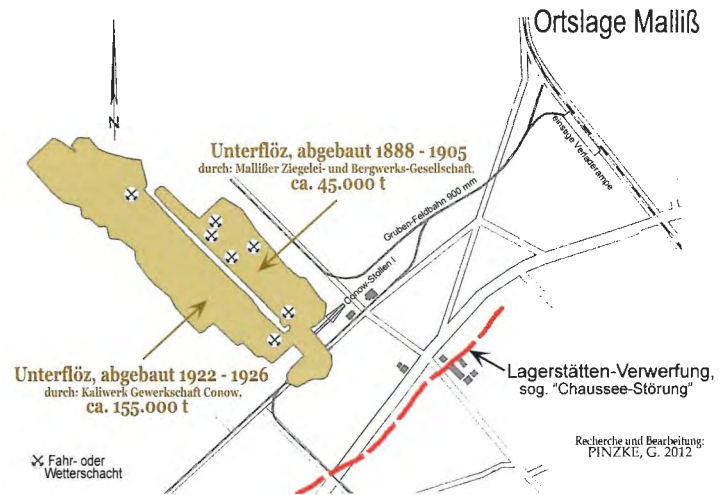 Ortslage Malliß
N
Unterflöz, abgebaut 1888 - 1905
durch: Mallißer Ziegelei- und Bergwerks-Gesellschaft,
ca. 45.000 t
einstige Verladerampe
Gruben-Feldbahn 900 mm
Conow-Stollen I
Unterflöz, abgebaut 1922 - 1926
durch: Kaliwerk Gewerkschaft Conow,
ca. 155.000 t
Lagerstätten-Verwerfung,
sog. "Chaussee-Störung"
Fahr- oder
Wetterschacht
Recherche und Bearbeitung:
PINZKE, G. 2012